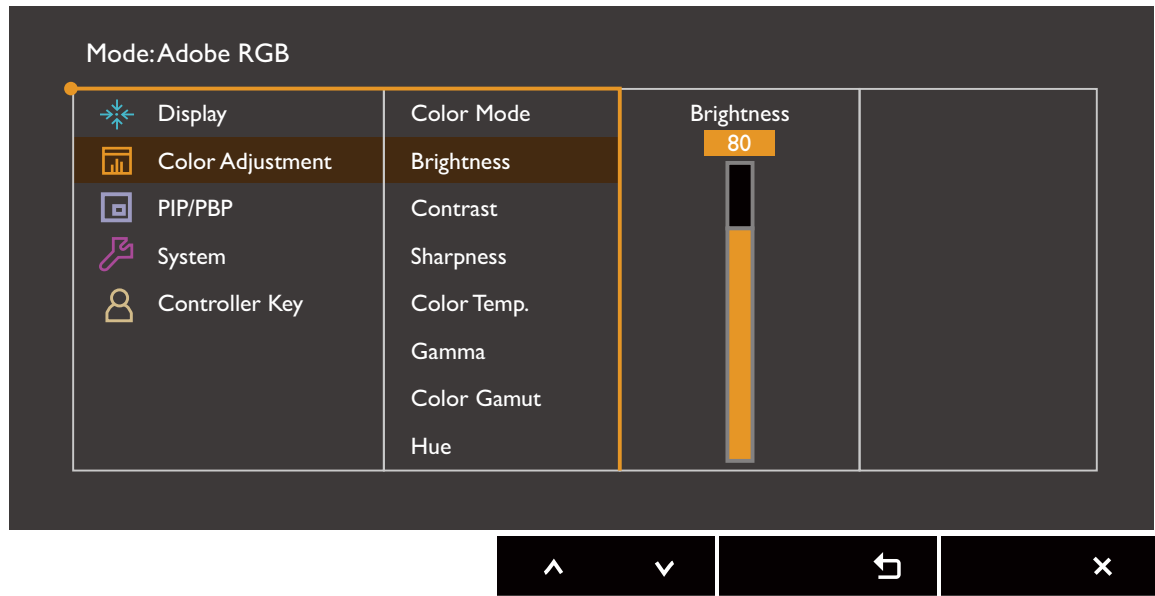 Mode: Adobe RGB
Display
Color Adjustment
PIP/PBP
System
Controller Key
Color Mode
Brightness
Contrast
Sharpness
Color Temp.
Gamma
Color Gamut
Hue
Brightness
80